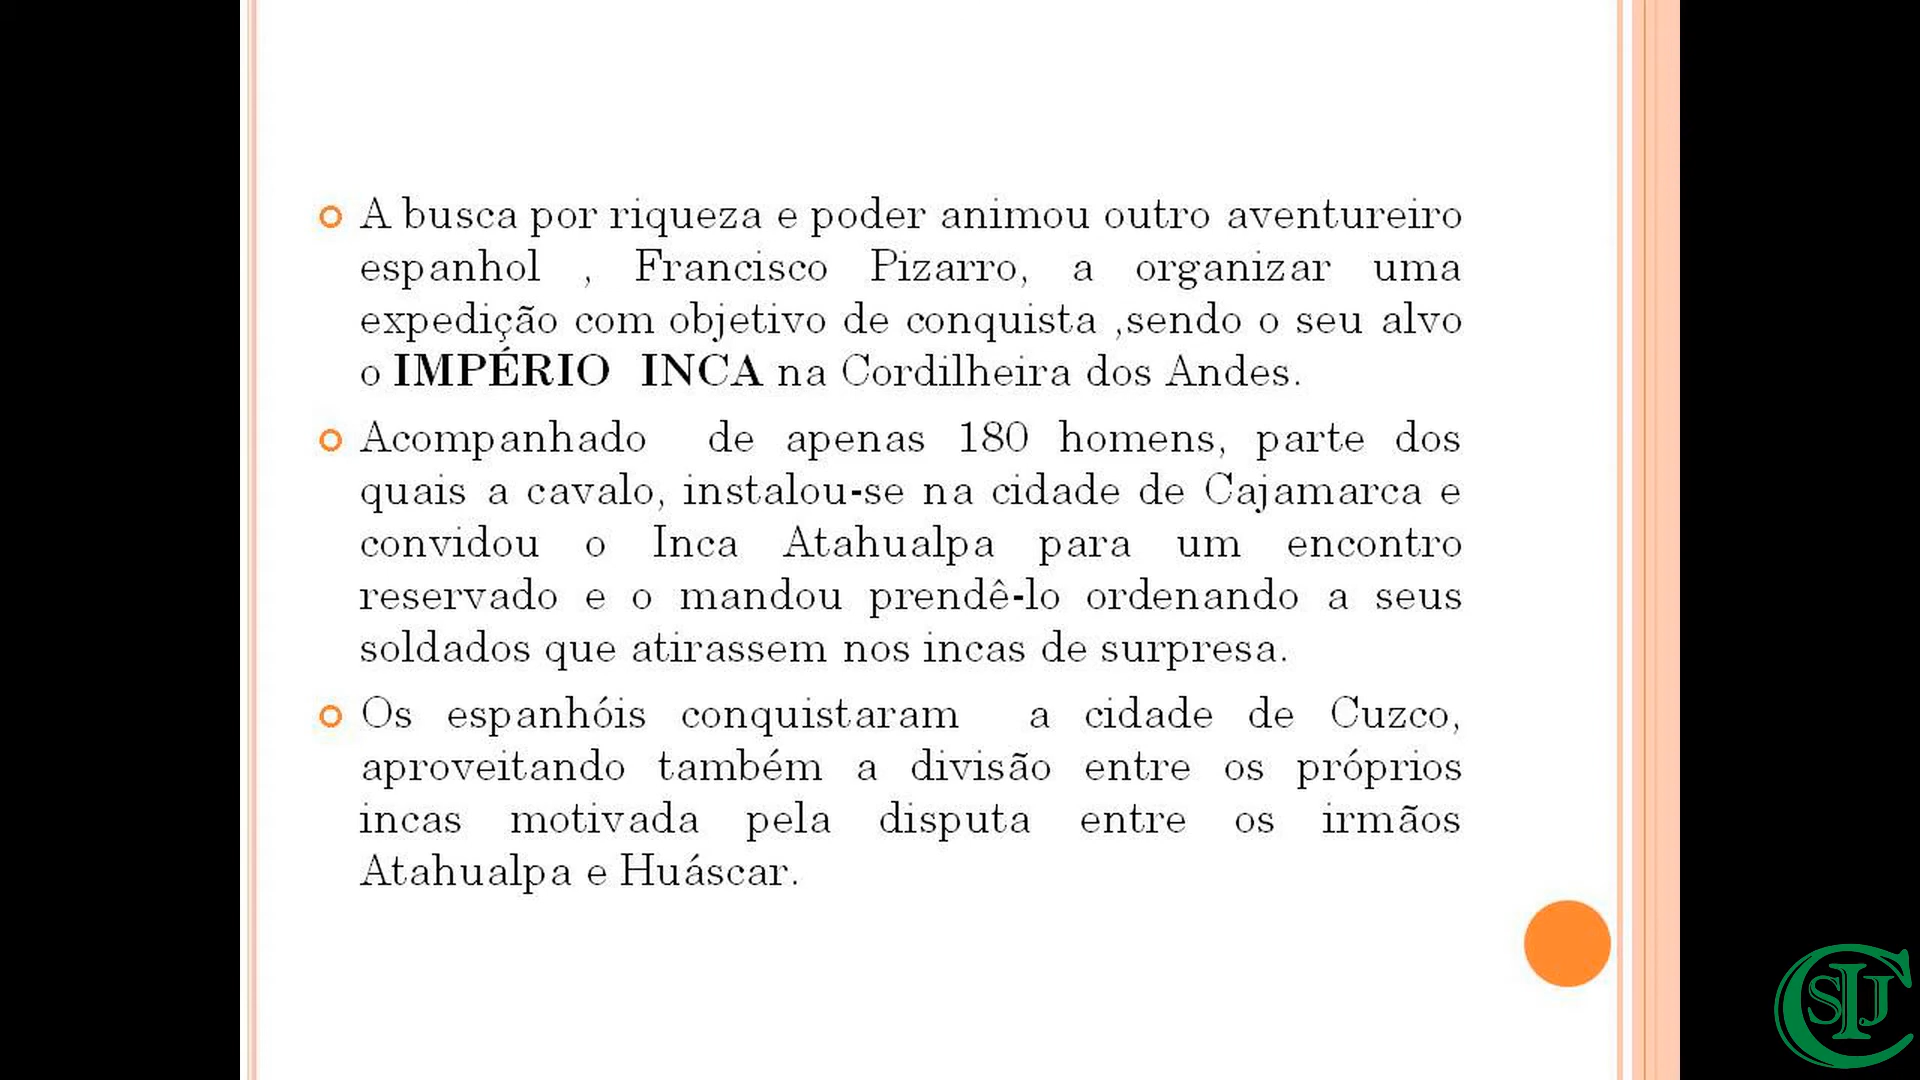 A busca por riqueza e poder animou outro aventureiro
espanhol , Francisco Pizarro, a organizar uma
expedição com objetivo de conquista ,sendo o seu alvo
o IMPÉRIO INCA na Cordilheira dos Andes.
Acompanhado de apenas 180 homens, parte dos
quais a cavalo, instalou-se na cidade de Cajamarca e
convidou o Inca Atahualpa para um encontro
reservado e o mandou prendê-lo ordenando a seus
soldados que atirassem nos incas de surpresa.
Os espanhóis conquistaram a cidade de Cuzco,
aproveitando também a divisão entre os próprios
incas motivada pela disputa entre os irmãos
Atahualpa e Huáscar.
CSIJ